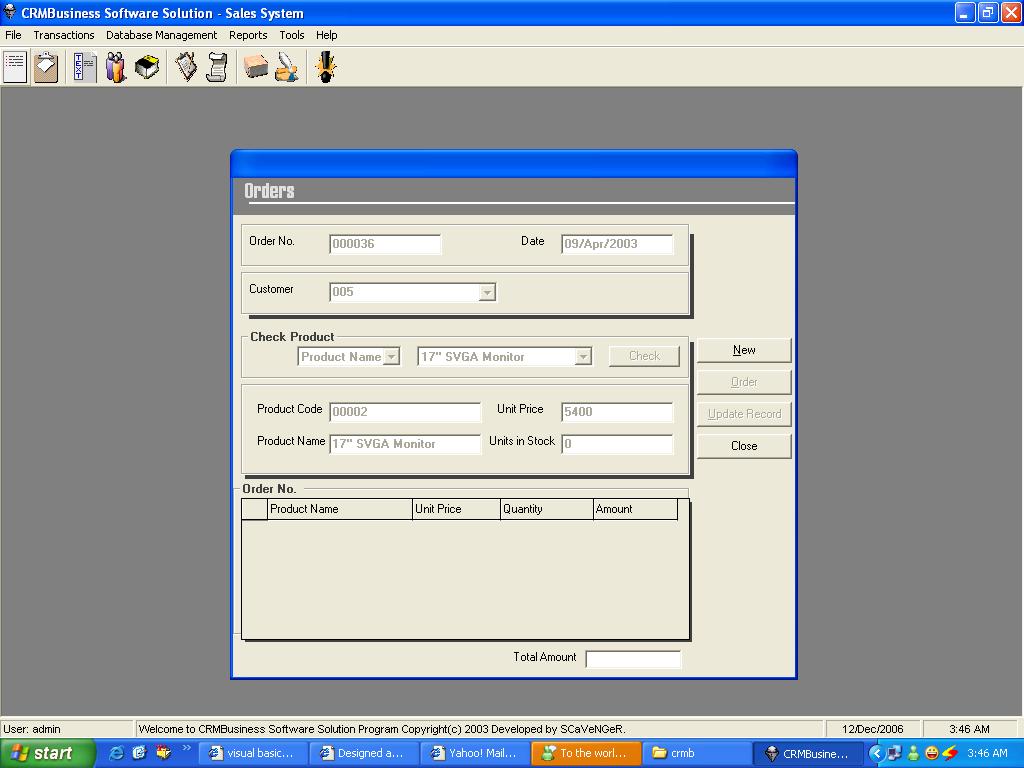 CRMBusiness Software Solution - Sales System
File Transactions Database Management Reports Tools Help
TEXT
Orders
Order No. 000036 Date 09/Apr/2003
Customer 005
Check Product
Product Name 17" SVGA Monitor Check
New
Order
Update Record
Close
Product Code 00002 Unit Price 5400
Product Name 17" SVGA Monitor Units in Stock 0
Order No.
Product Name Unit Price Quantity Amount
Total Amount
User: admin Welcome to CRMBusiness Software Solution Program Copyright(c) 2003 Developed by SCaVeNGeR. 12/Dec/2006 3:46 AM
start visual basic... Designed a... Yahoo! Mail... To the worl... crmb CRMBusine... 3:46 AM